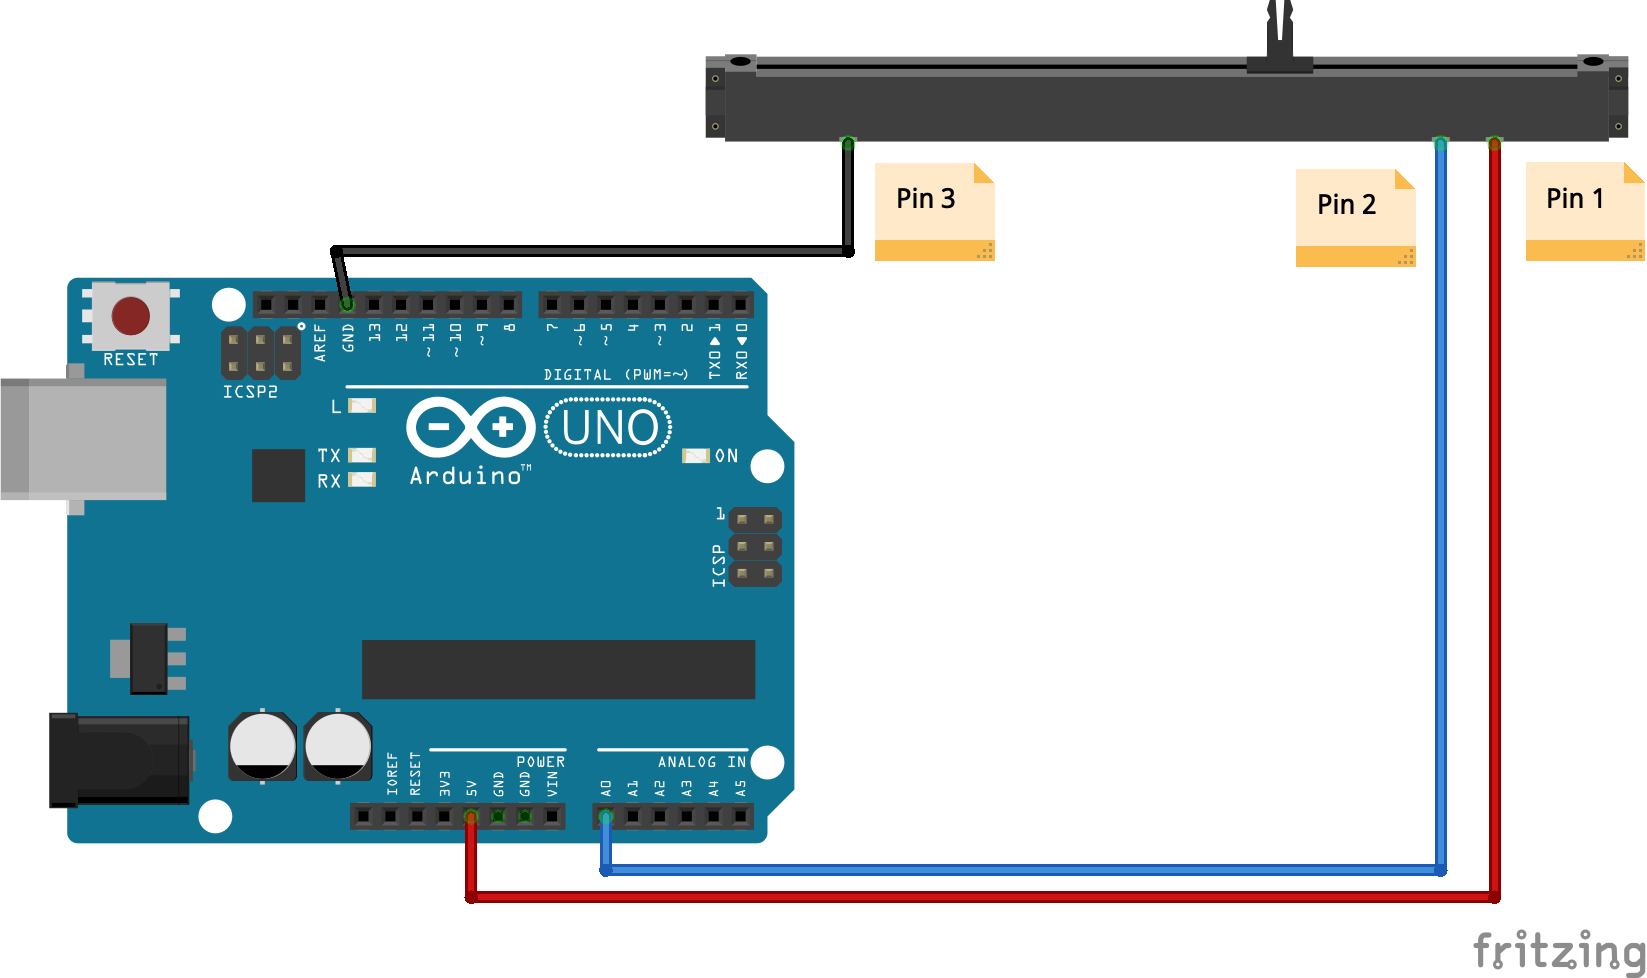 Pin 3
Pin 2
Pin 1
RESET
ICSP2
AREF
GND
13
12
~11
~10
~9
8
7
~6
~5
4
~3
2
TX0▶1
RX0◀0
DIGITAL (PWM=~)
L
TX
RX
UNO
Arduino™
ON
1
ICSP
IOREF
RESET
3V3
5V
GND
GND
VIN
POWER
ANALOG IN
A0
A1
A2
A3
A4
A5
fritzing